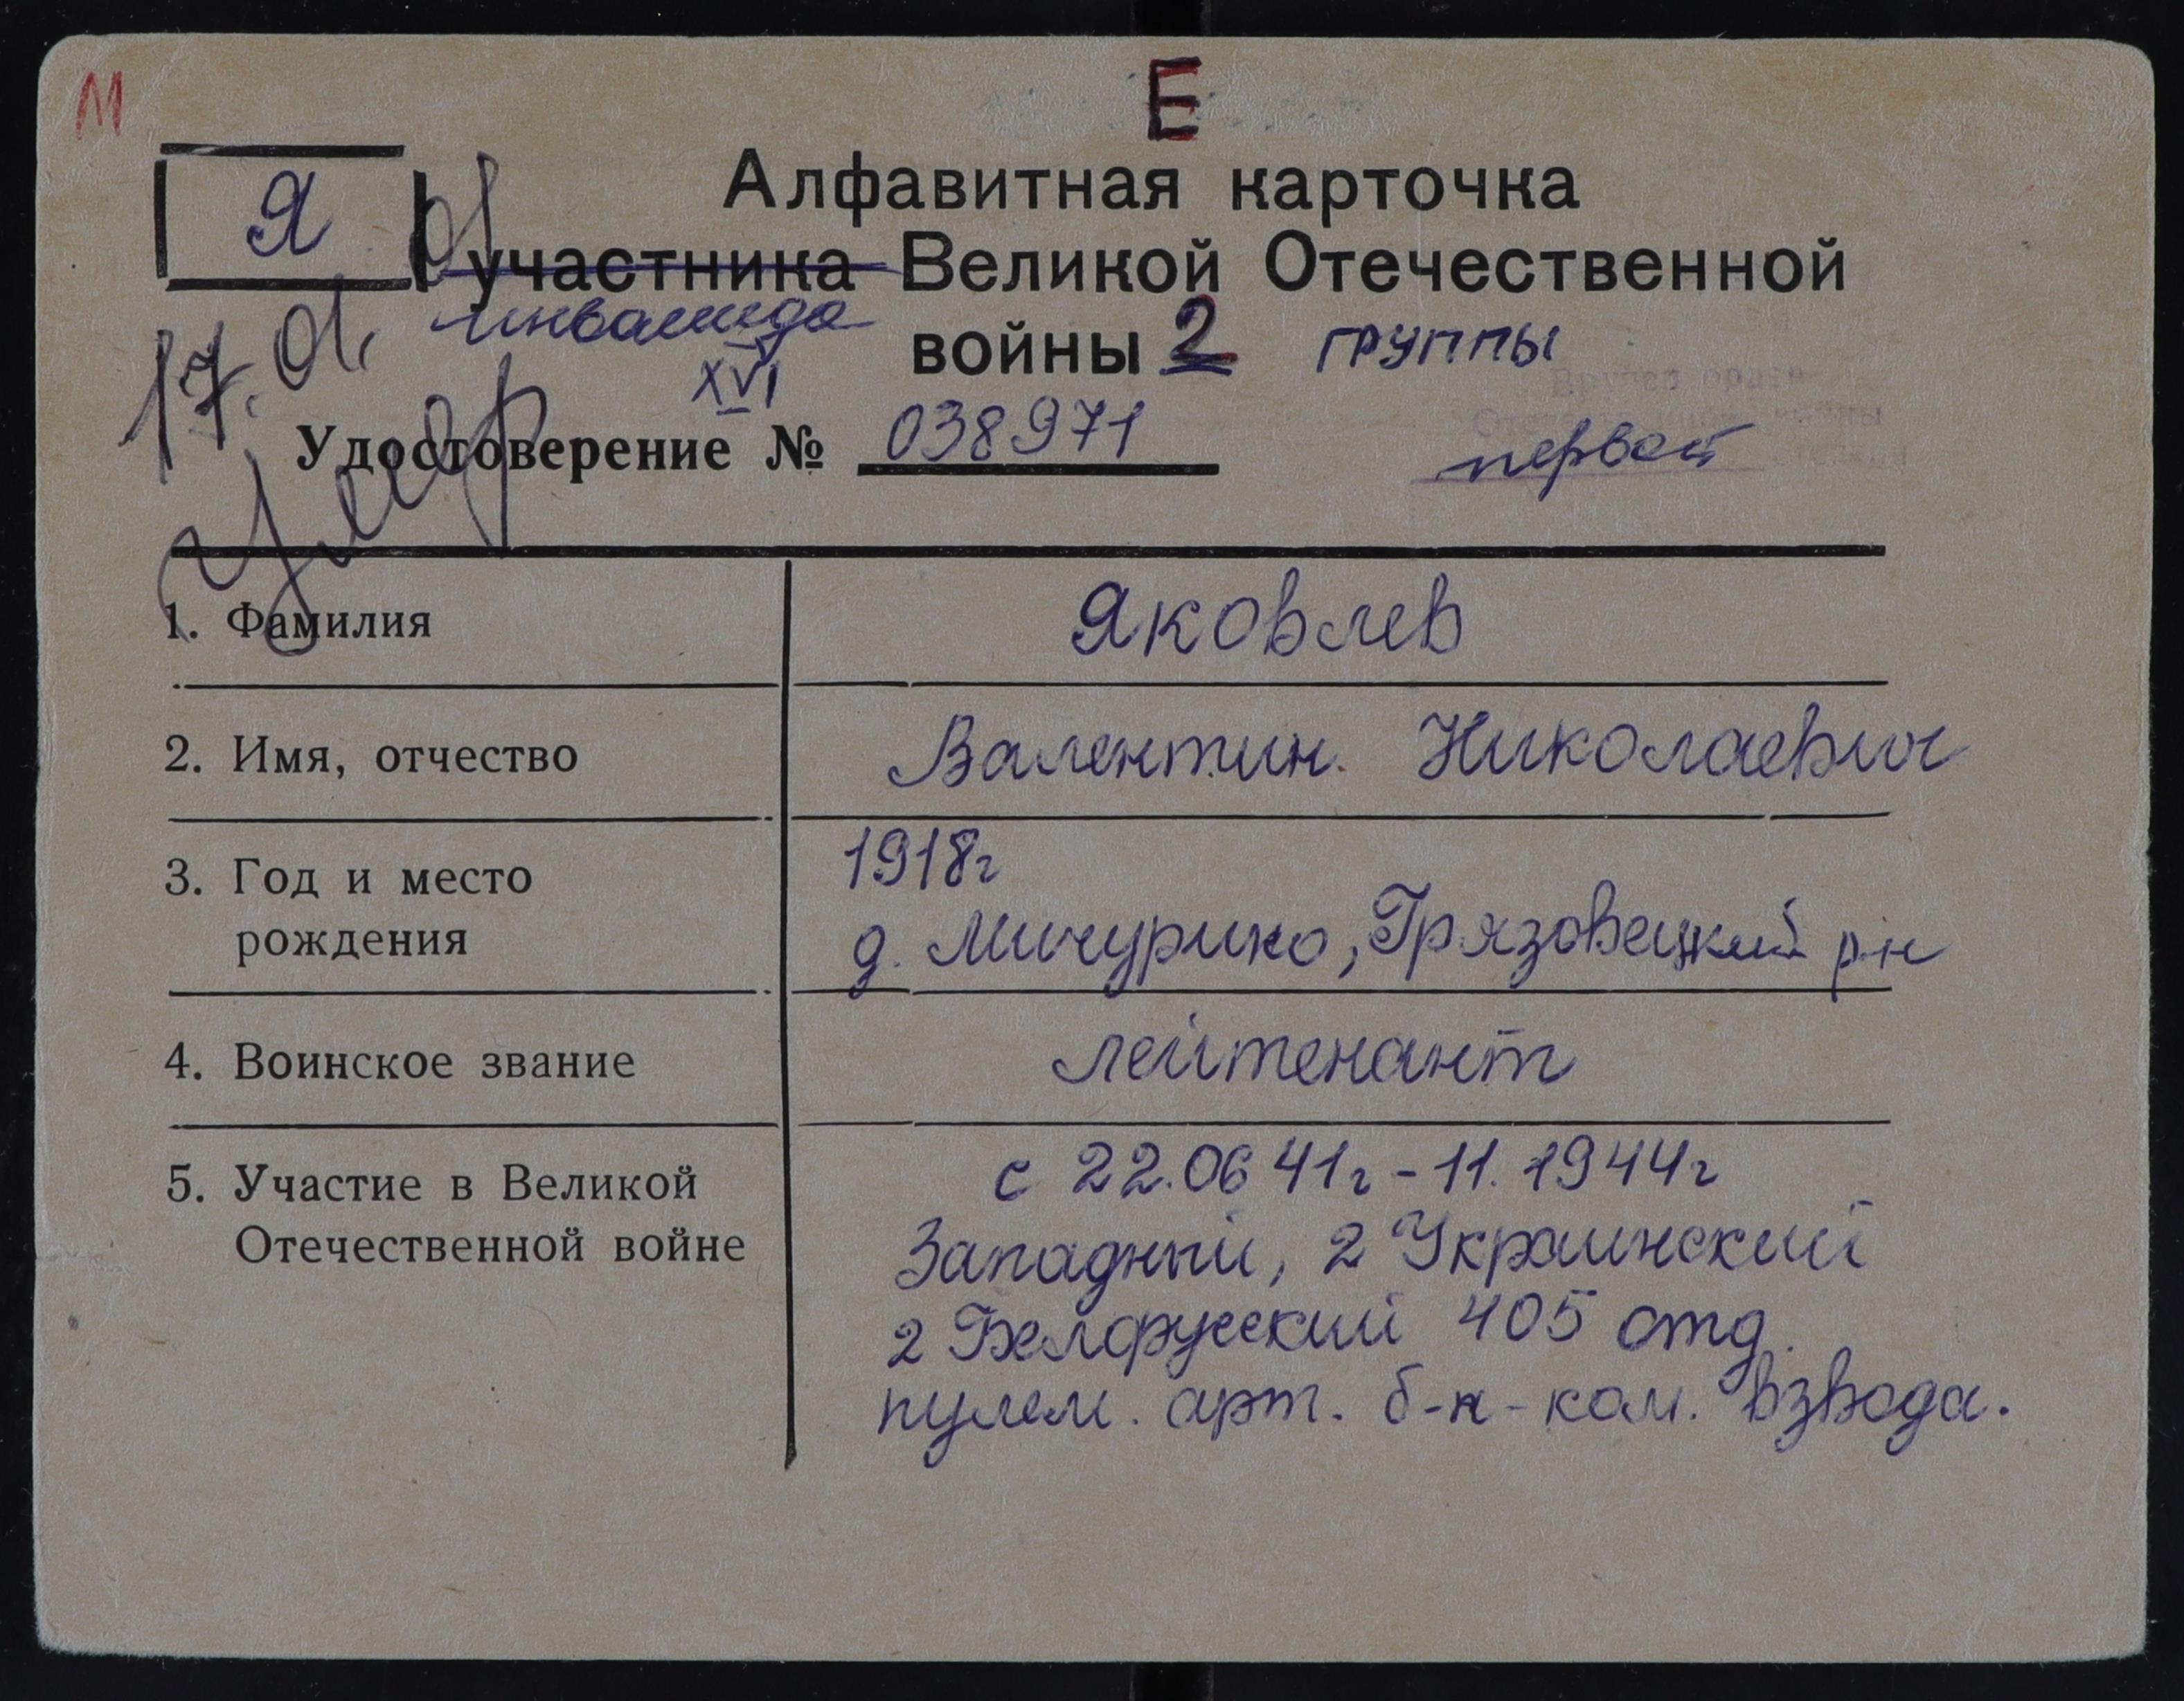 М
Е
Я
Алфавитная карточка
участника Великой Отечественной
инвалида
войны 2 группы
XVI
Удостоверение № 038971
первой
17.01.
Умер
1. Фамилия Яковлев
2. Имя, отчество Валентин Николаевич
3. Год и место 1918г
рождения д. Мичурино, Грязовецкий р-н
4. Воинское звание лейтенант
5. Участие в Великой с 22.06 41г - 11. 1944г
Отечественной войне Западный, 2 Украинский
2 Белорусский 405 отд.
пулем. арт. б-н - ком. взвода.